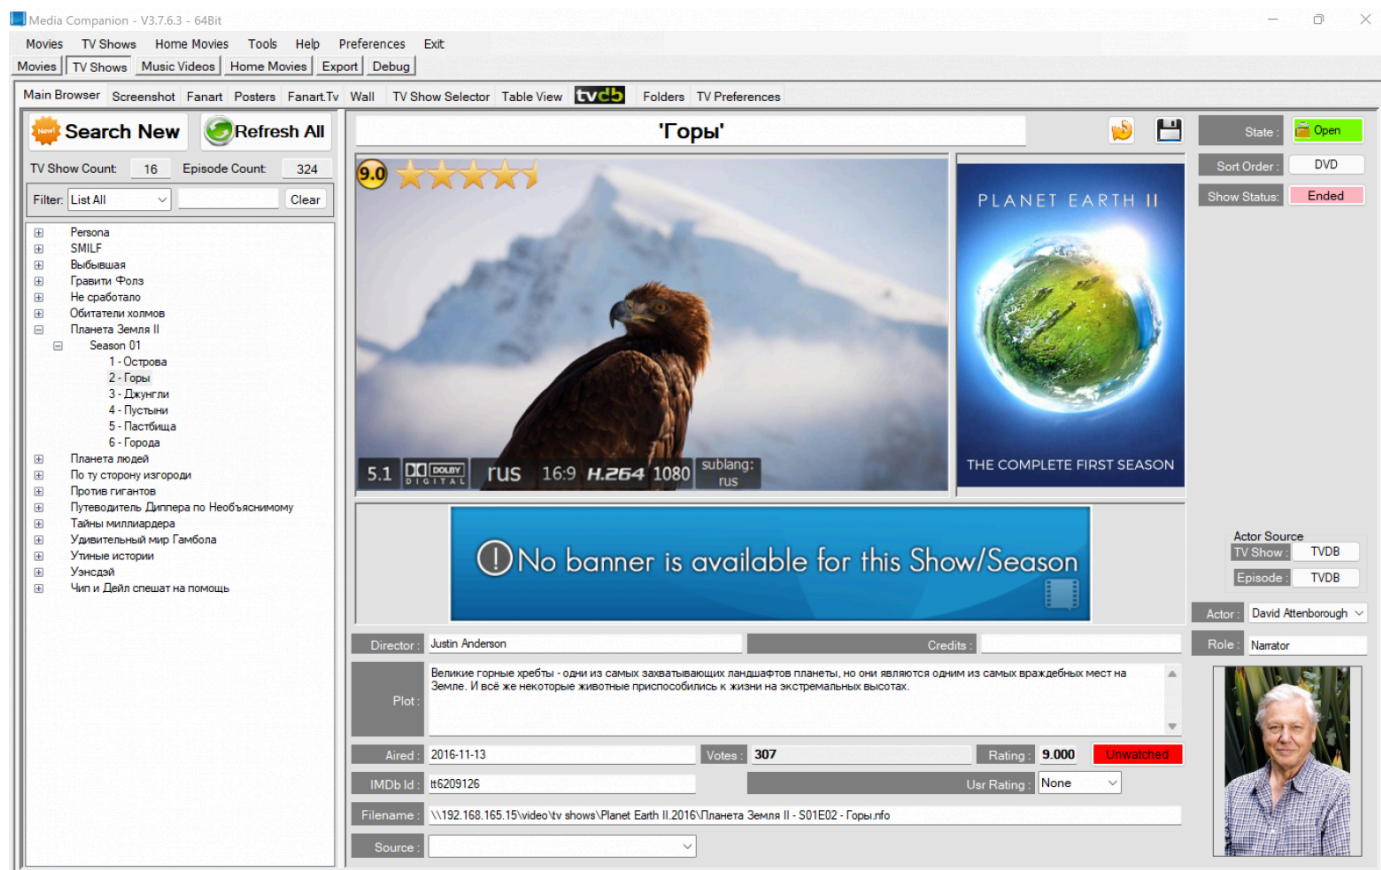 Media Companion - V3.7.6.3 - 64Bit
Movies TV Shows Home Movies Tools Help Preferences Exit
Movies TV Shows Music Videos Home Movies Export Debug
Main Browser Screenshot Fanart Posters Fanart.Tv Wall TV Show Selector Table View tvdb Folders TV Preferences
New! Search New Refresh All
TV Show Count: 16 Episode Count: 324
Filter: List All Clear
Persona
SMILF
Выбывшая
Гравити Фолз
Не сработало
Обитатели холмов
Планета Земля II
Season 01
1 - Острова
2 - Горы
3 - Джунгли
4 - Пустыни
5 - Пастбища
6 - Города
Планета людей
По ту сторону изгороди
Против гигантов
Путеводитель Диппера по Необъяснимому
Тайны миллиардера
Удивительный мир Гамбола
Утиные истории
Уэнсдэй
Чип и Дейл спешат на помощь
'Горы'
9.0
5.1 DOLBY DIGITAL rus 16:9 H.264 1080 sublang: rus
PLANET EARTH II
THE COMPLETE FIRST SEASON
State : Open
Sort Order : DVD
Show Status: Ended
No banner is available for this Show/Season
Actor Source
TV Show : TVDB
Episode : TVDB
Actor : David Attenborough
Role : Narrator
Director : Justin Anderson Credits :
Plot : Великие горные хребты - одни из самых захватывающих ландшафтов планеты, но они являются одним из самых враждебных мест на
Земле. И всё же некоторые животные приспособились к жизни на экстремальных высотах.
Aired : 2016-11-13 Votes : 307 Rating : 9.000 Unwatched
IMDb Id : tt6209126 Usr Rating : None
Filename : \\192.168.165.15\video\tv shows\Planet Earth II.2016\Планета Земля II - S01E02 - Горы.nfo
Source :